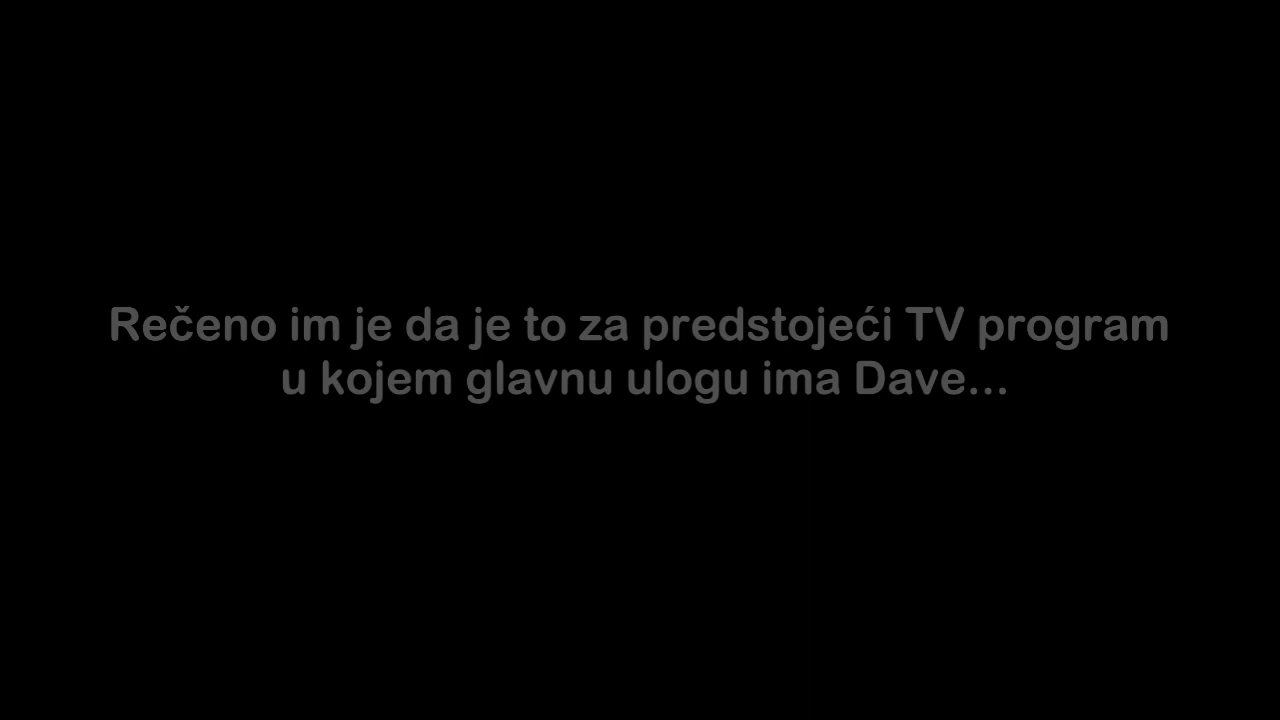 Rečeno im je da je to za predstojeći TV program
u kojem glavnu ulogu ima Dave...